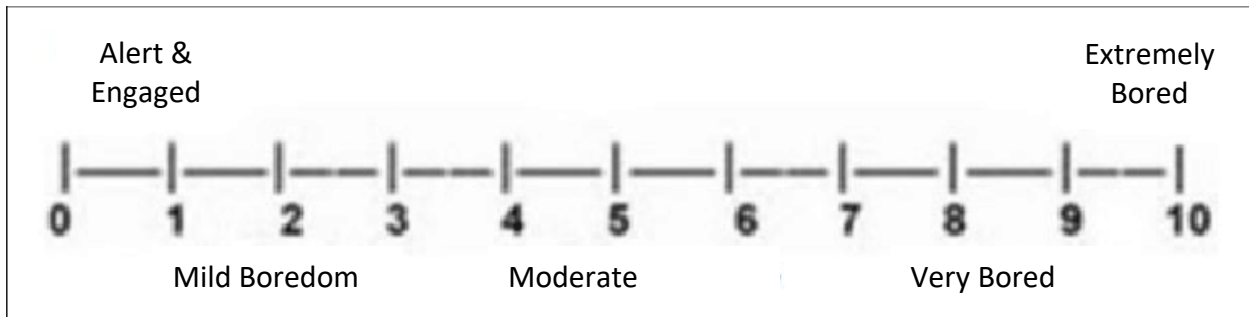 Alert &
Engaged
Extremely
Bored
0 1 2 3 4 5 6 7 8 9 10
Mild Boredom Moderate Very Bored